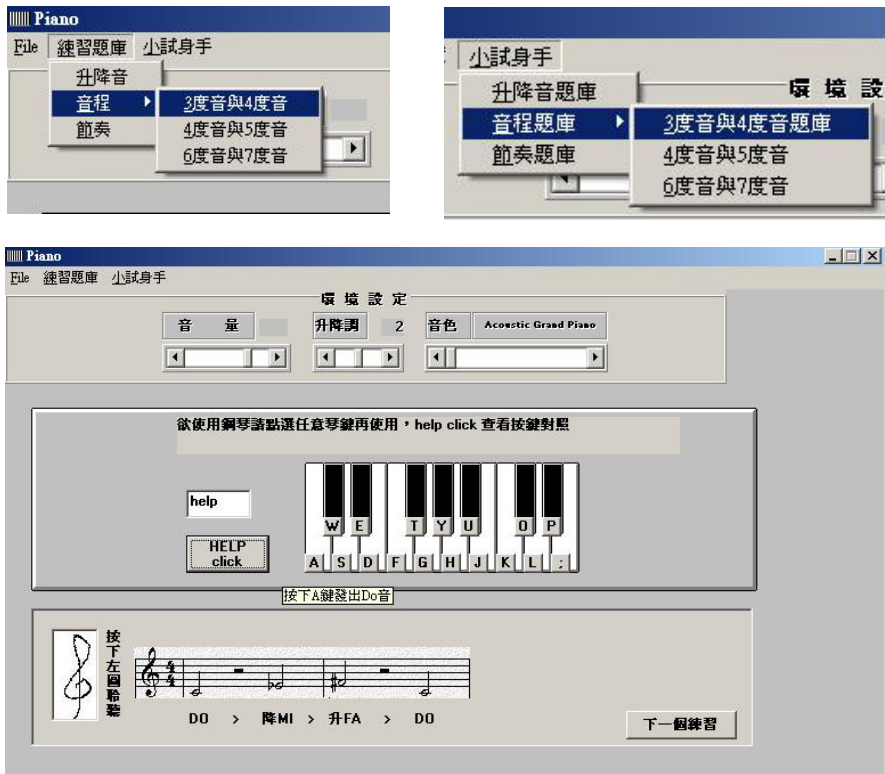 Piano
File 練習題庫 小試身手
升降音
音程 3度音與4度音
節奏 4度音與5度音
6度音與7度音
小試身手
升降音題庫 環 境 設
音程題庫 3度音與4度音題庫
節奏題庫 4度音與5度音
6度音與7度音
Piano
File 練習題庫 小試身手
環 境 設 定
音 量 升降調 2 音色 Acoustic Grand Piano
欲使用鋼琴請點選任意琴鍵再使用，help click 查看按鍵對照
help
W E T Y U O P
HELP
click
A S D F G H J K L ;
按下A鍵發出Do音
按下左圖聆聽
4
4
DO > 降MI > 升FA > DO
下一個練習